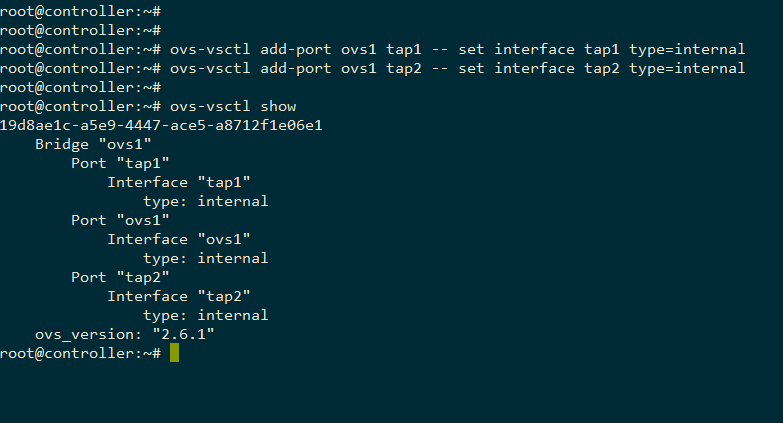 root@controller:~#
root@controller:~#
root@controller:~# ovs-vsctl add-port ovs1 tap1 -- set interface tap1 type=internal
root@controller:~# ovs-vsctl add-port ovs1 tap2 -- set interface tap2 type=internal
root@controller:~#
root@controller:~# ovs-vsctl show
19d8ae1c-a5e9-4447-ace5-a8712f1e06e1
    Bridge "ovs1"
        Port "tap1"
            Interface "tap1"
                type: internal
        Port "ovs1"
            Interface "ovs1"
                type: internal
        Port "tap2"
            Interface "tap2"
                type: internal
    ovs_version: "2.6.1"
root@controller:~#